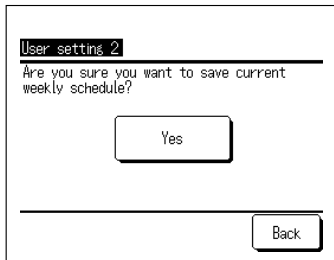 User setting 2
Are you sure you want to save current
weekly schedule?
Yes
Back